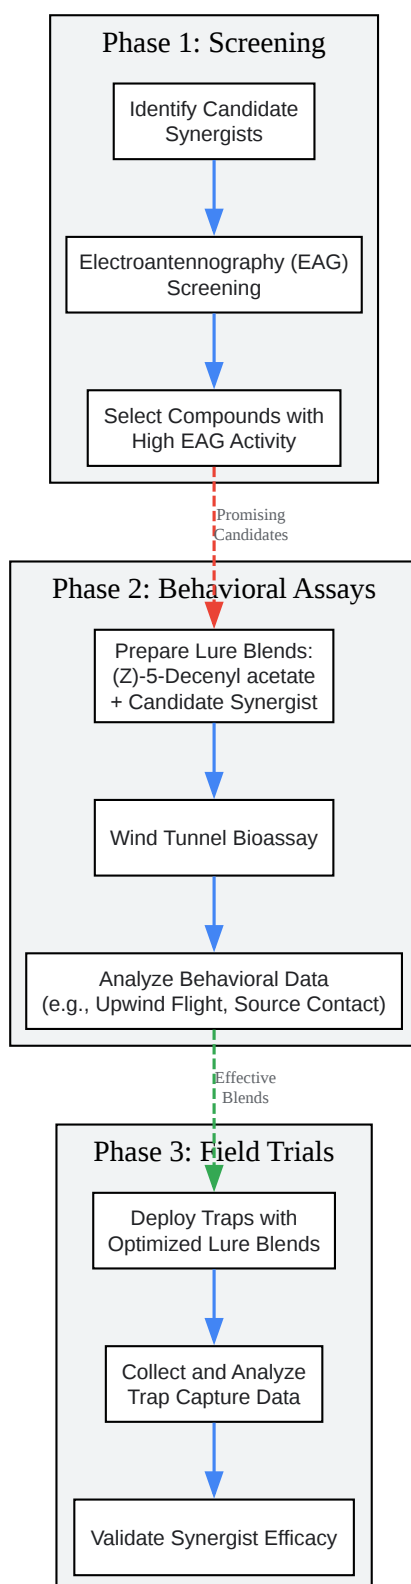 Phase 1: Screening
Identify Candidate
Synergists
Electroantennography (EAG)
Screening
Select Compounds with
High EAG Activity
Promising
Candidates
Phase 2: Behavioral Assays
Prepare Lure Blends:
(Z)-5-Decenyl acetate
+ Candidate Synergist
Wind Tunnel Bioassay
Analyze Behavioral Data
(e.g., Upwind Flight, Source Contact)
Effective
Blends
Phase 3: Field Trials
Deploy Traps with
Optimized Lure Blends
Collect and Analyze
Trap Capture Data
Validate Synergist Efficacy